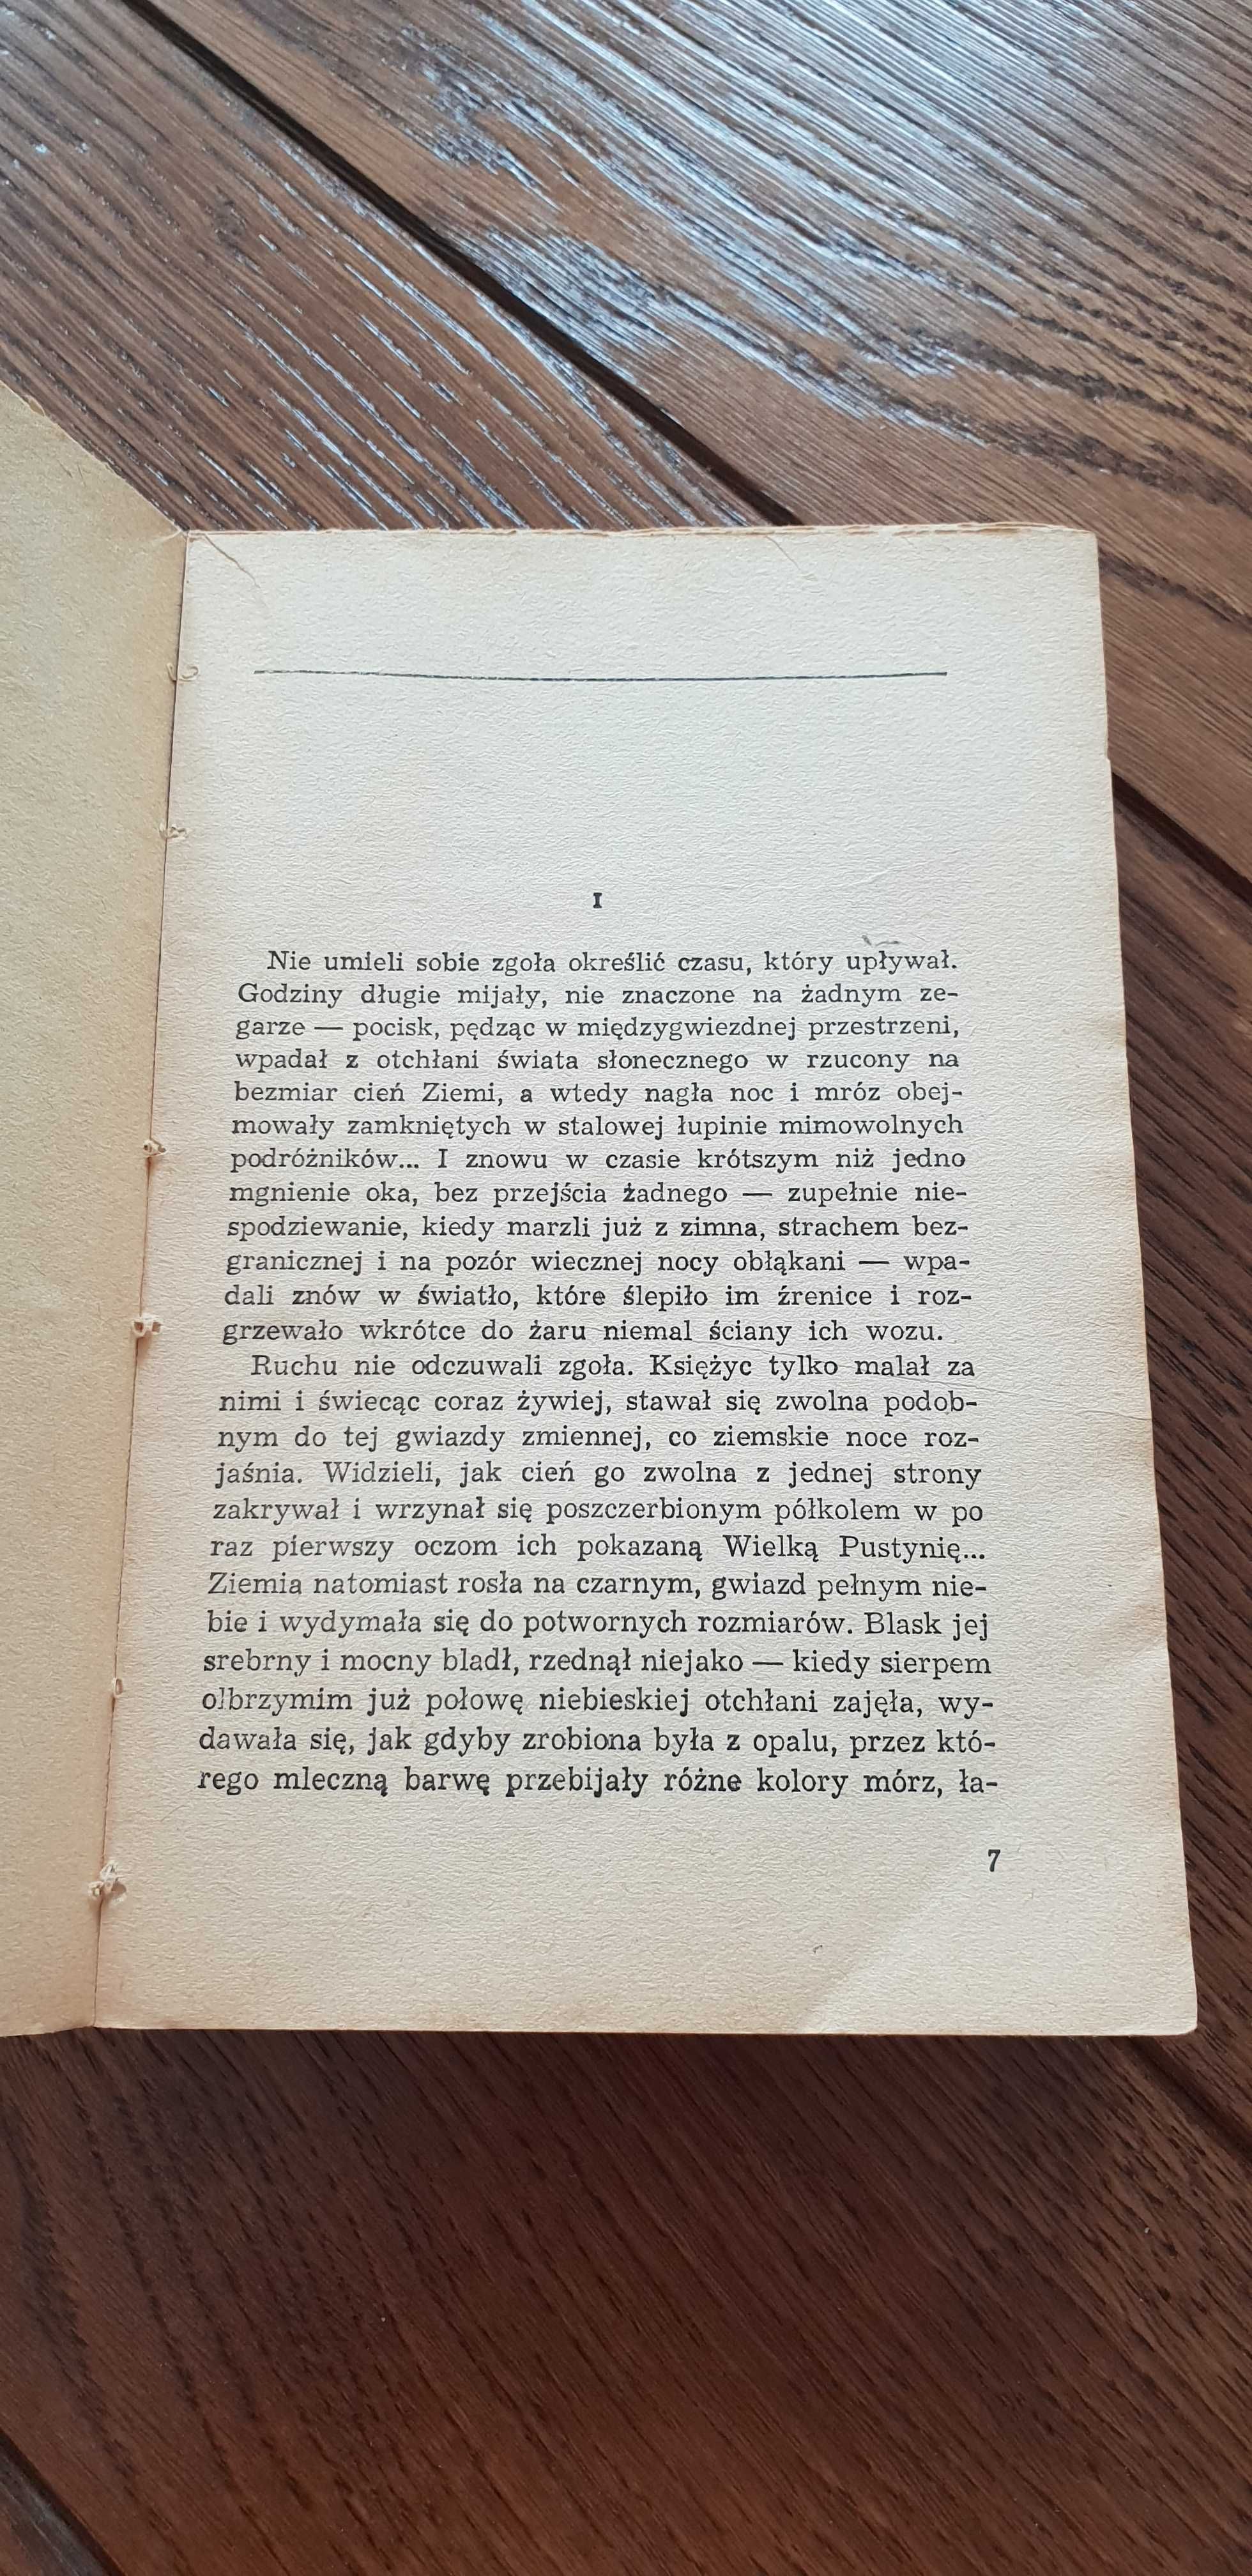 I
Nie umieli sobie zgoła określić czasu, który upływał.
Godziny długie mijały, nie znaczone na żadnym ze-
garze — pocisk, pędząc w międzygwiezdnej przestrzeni,
wpadał z otchłani świata słonecznego w rzucony na
bezmiar cień Ziemi, a wtedy nagła noc i mróz obej-
mowały zamkniętych w stalowej łupinie mimowolnych
podróżników... I znowu w czasie krótszym niż jedno
mgnienie oka, bez przejścia żadnego — zupełnie nie-
spodziewanie, kiedy marzli już z zimna, strachem bez-
granicznej i na pozór wiecznej nocy obłąkani — wpa-
dali znów w światło, które ślepiło im źrenice i roz-
grzewało wkrótce do żaru niemal ściany ich wozu.
Ruchu nie odczuwali zgoła. Księżyc tylko malał za
nimi i świecąc coraz żywiej, stawał się zwolna podob-
nym do tej gwiazdy zmiennej, co ziemskie noce roz-
jaśnia. Widzieli, jak cień go zwolna z jednej strony
zakrywał i wrzynał się poszczerbionym półkolem w po
raz pierwszy oczom ich pokazaną Wielką Pustynię...
Ziemia natomiast rosła na czarnym, gwiazd pełnym nie-
bie i wydymała się do potwornych rozmiarów. Blask jej
srebrny i mocny bladł, rzednął niejako — kiedy sierpem
olbrzymim już połowę niebieskiej otchłani zajęła, wy-
dawała się, jak gdyby zrobiona była z opalu, przez któ-
rego mleczną barwę przebijały różne kolory mórz, ła-
7